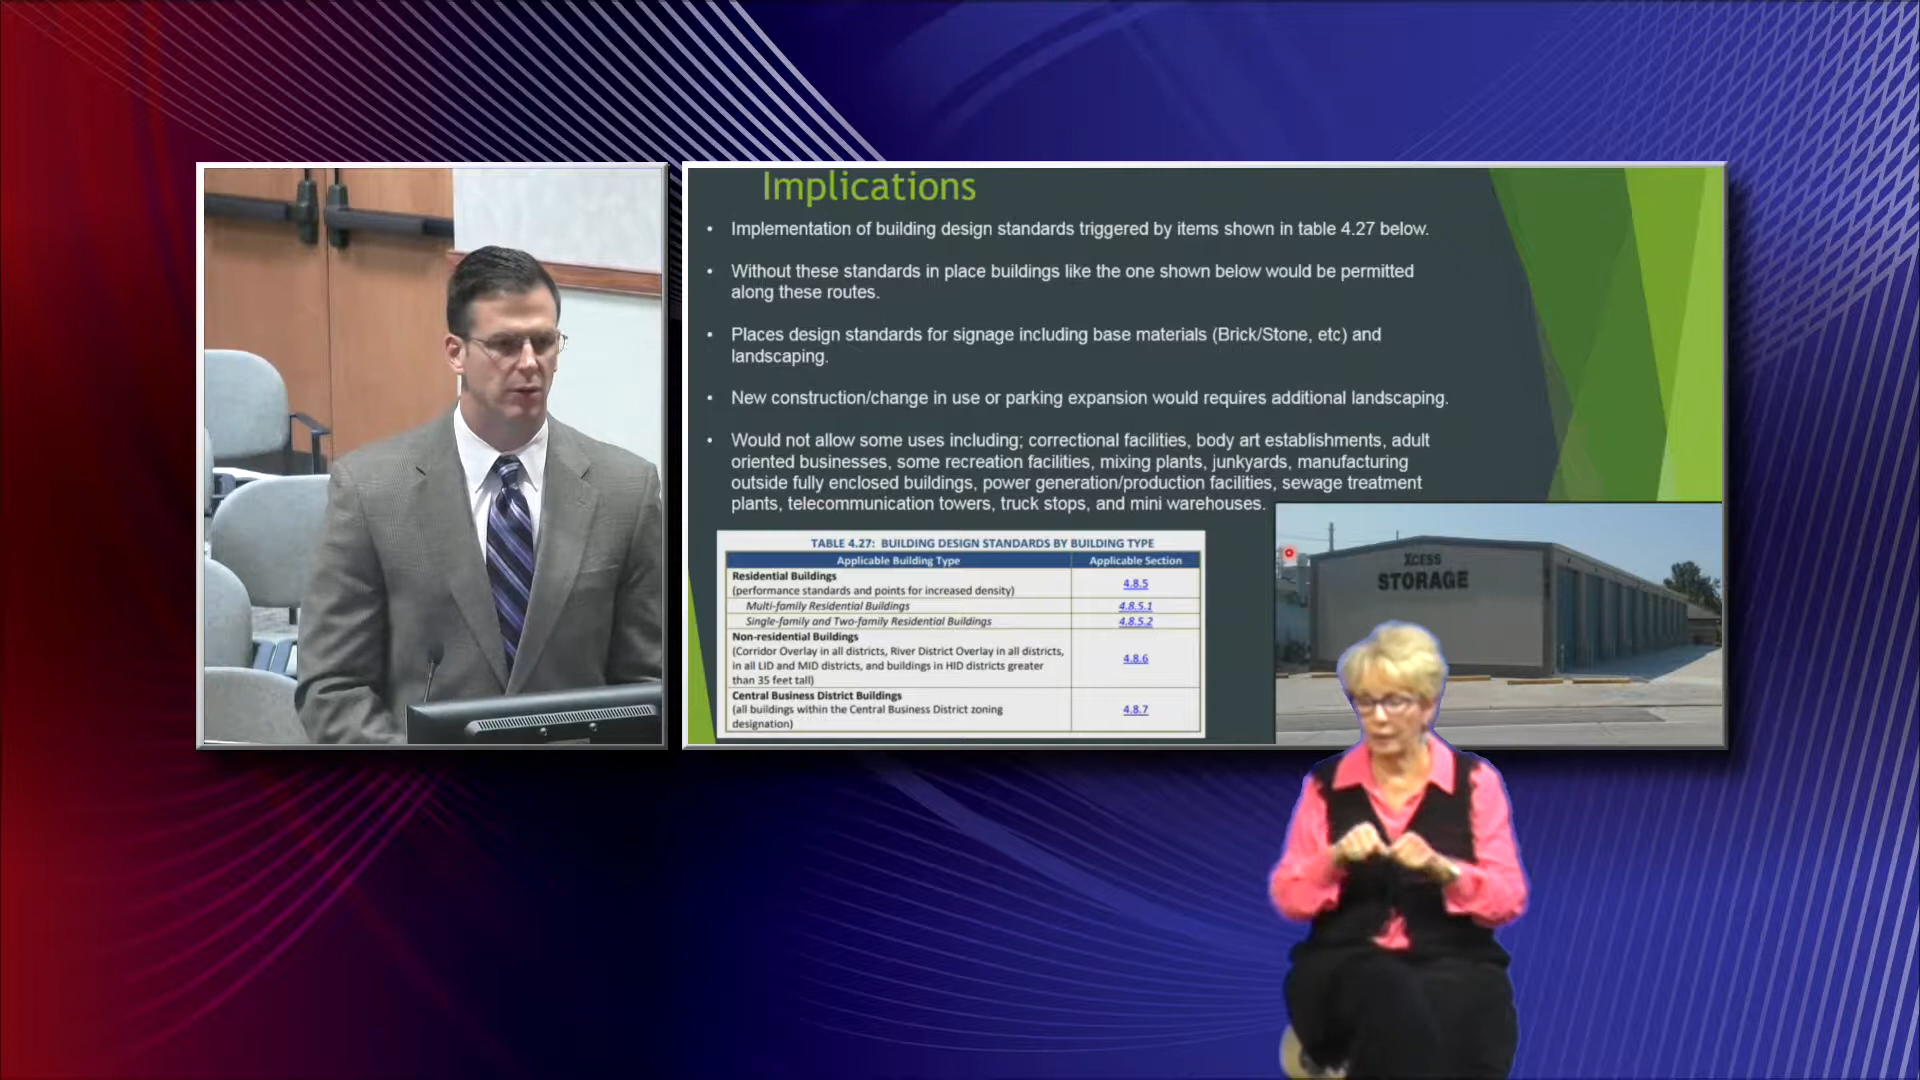 Implications
• Implementation of building design standards triggered by items shown in table 4.27 below.
• Without these standards in place buildings like the one shown below would be permitted
along these routes.
• Places design standards for signage including base materials (Brick/Stone, etc) and
landscaping.
• New construction/change in use or parking expansion would requires additional landscaping.
• Would not allow some uses including; correctional facilities, body art establishments, adult
oriented businesses, some recreation facilities, mixing plants, junkyards, manufacturing
outside fully enclosed buildings, power generation/production facilities, sewage treatment
plants, telecommunication towers, truck stops, and mini warehouses.
TABLE 4.27: BUILDING DESIGN STANDARDS BY BUILDING TYPE
Applicable Building Type Applicable Section
Residential Buildings
(performance standards and points for increased density) 4.8.5
Multi-family Residential Buildings 4.8.5.1
Single-family and Two-family Residential Buildings 4.8.5.2
Non-residential Buildings
(Corridor Overlay in all districts, River District Overlay in all districts,
in all LID and MID districts, and buildings in HID districts greater 4.8.6
than 35 feet tall)
Central Business District Buildings
(all buildings within the Central Business District zoning 4.8.7
designation)
XCESS
STORAGE